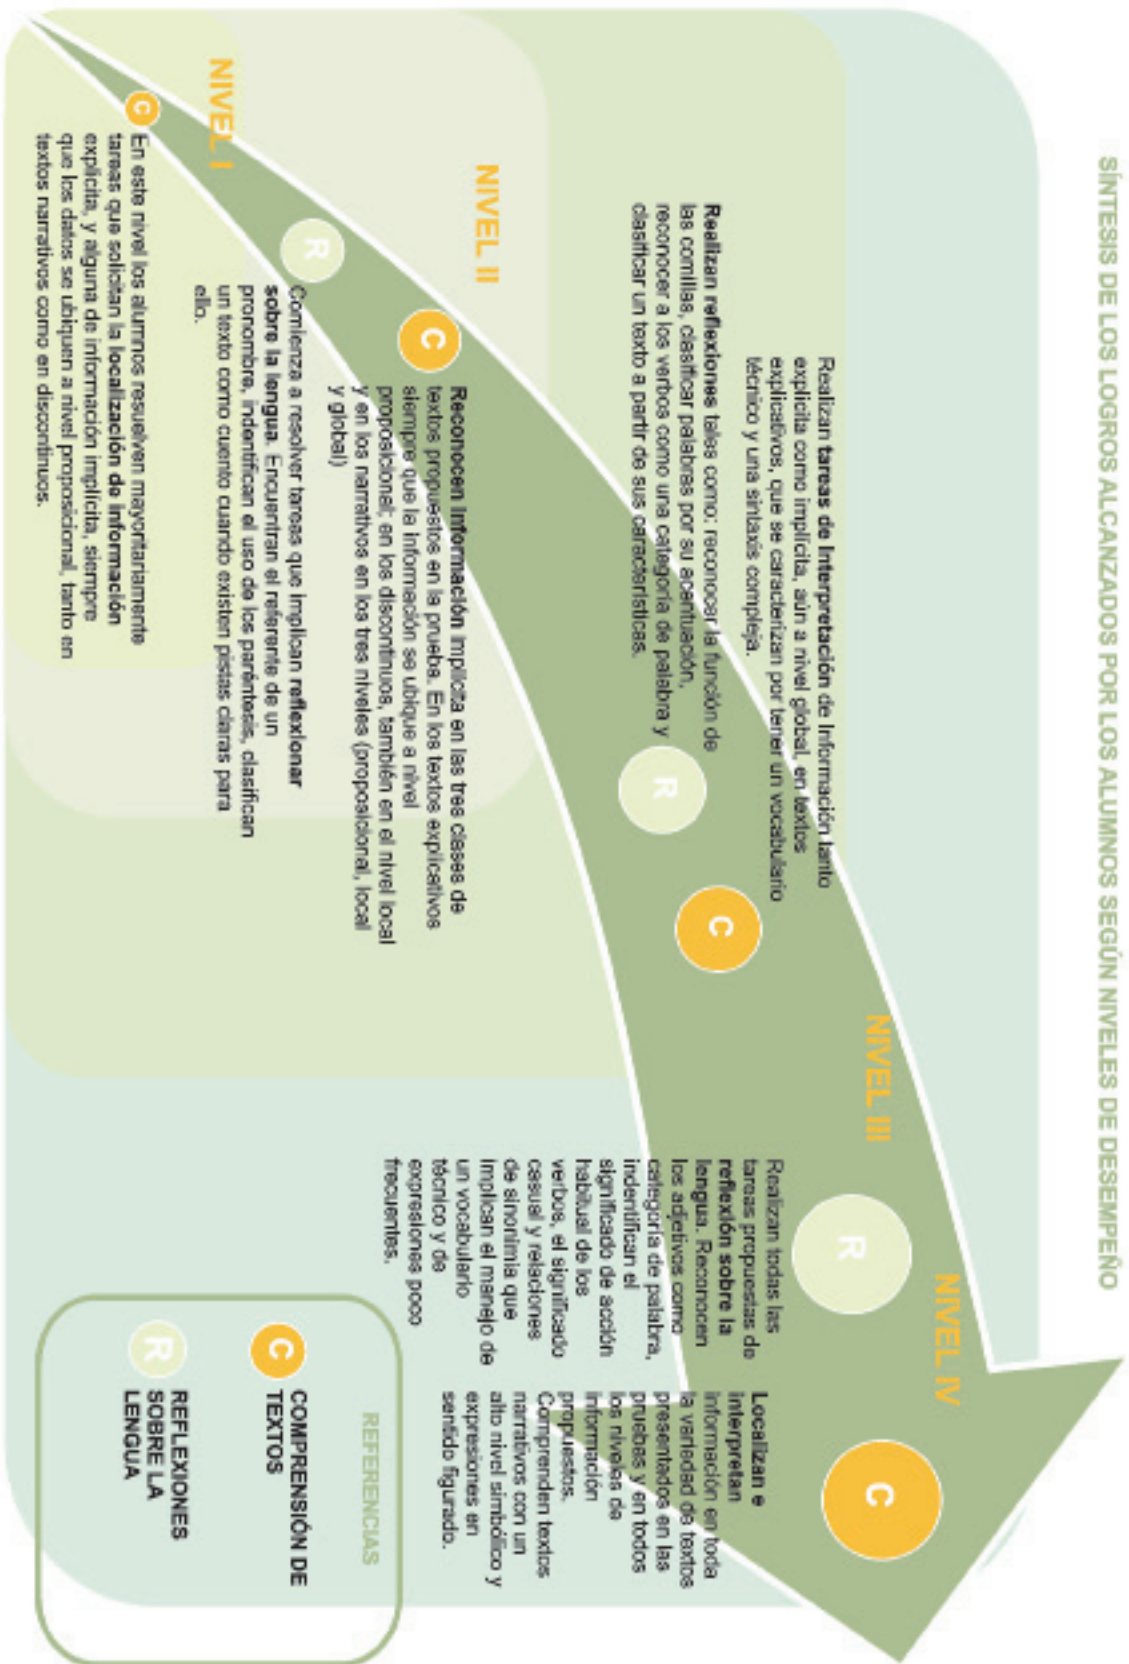 SÍNTESIS DE LOS LOGROS ALCANZADOS POR LOS ALUMNOS SEGÚN NIVELES DE DESEMPEÑO
NIVEL I
C
En este nivel los alumnos resuelven mayoritariamente
tareas que solicitan la localización de información
explícita, y alguna de información implícita, siempre
que los datos se ubiquen a nivel proposicional, tanto en
textos narrativos como en discontinuos.
NIVEL II
R
Comienza a resolver tareas que implican reflexionar
sobre la lengua. Encuentran el referente de un
pronombre, indentifican el uso de los paréntesis, clasifican
un texto como cuento cuando existen pistas claras para
ello.
C
Reconocen información implícita en las tres clases de
textos propuestos en la prueba. En los textos explicativos
siempre que la información se ubique a nivel
proposicional; en los discontinuos, también en el nivel local
y en los narrativos en los tres niveles (proposicional, local
y global)
NIVEL III
Realizan reflexiones tales como: reconocer la función de
las comillas, clasificar palabras por su acentuación,
reconocer a los verbos como una categoría de palabra y
clasificar un texto a partir de sus características.
R
Realizan tareas de interpretación de información tanto
explícita como implícita, aún a nivel global, en textos
explicativos, que se caracterizan por tener un vocabulario
técnico y una sintaxis compleja.
C
NIVEL IV
R
Realizan todas las
tareas propuestas de
reflexión sobre la
lengua. Reconocen
los adjetivos como
categoría de palabra,
indentifican el
significado de acción
habitual de los
verbos, el significado
casual y relaciones
de sinonimia que
implican el manejo de
un vocabulario
técnico y de
expresiones poco
frecuentes.
C
Localizan e
interpretan
información en toda
la variedad de textos
presentados en las
pruebas y en todos
los niveles de
información
propuestos.
Comprenden textos
narrativos con un
alto nivel simbólico y
expresiones en
sentido figurado.
REFERENCIAS
C
COMPRENSIÓN DE
TEXTOS
R
REFLEXIONES
SOBRE LA
LENGUA